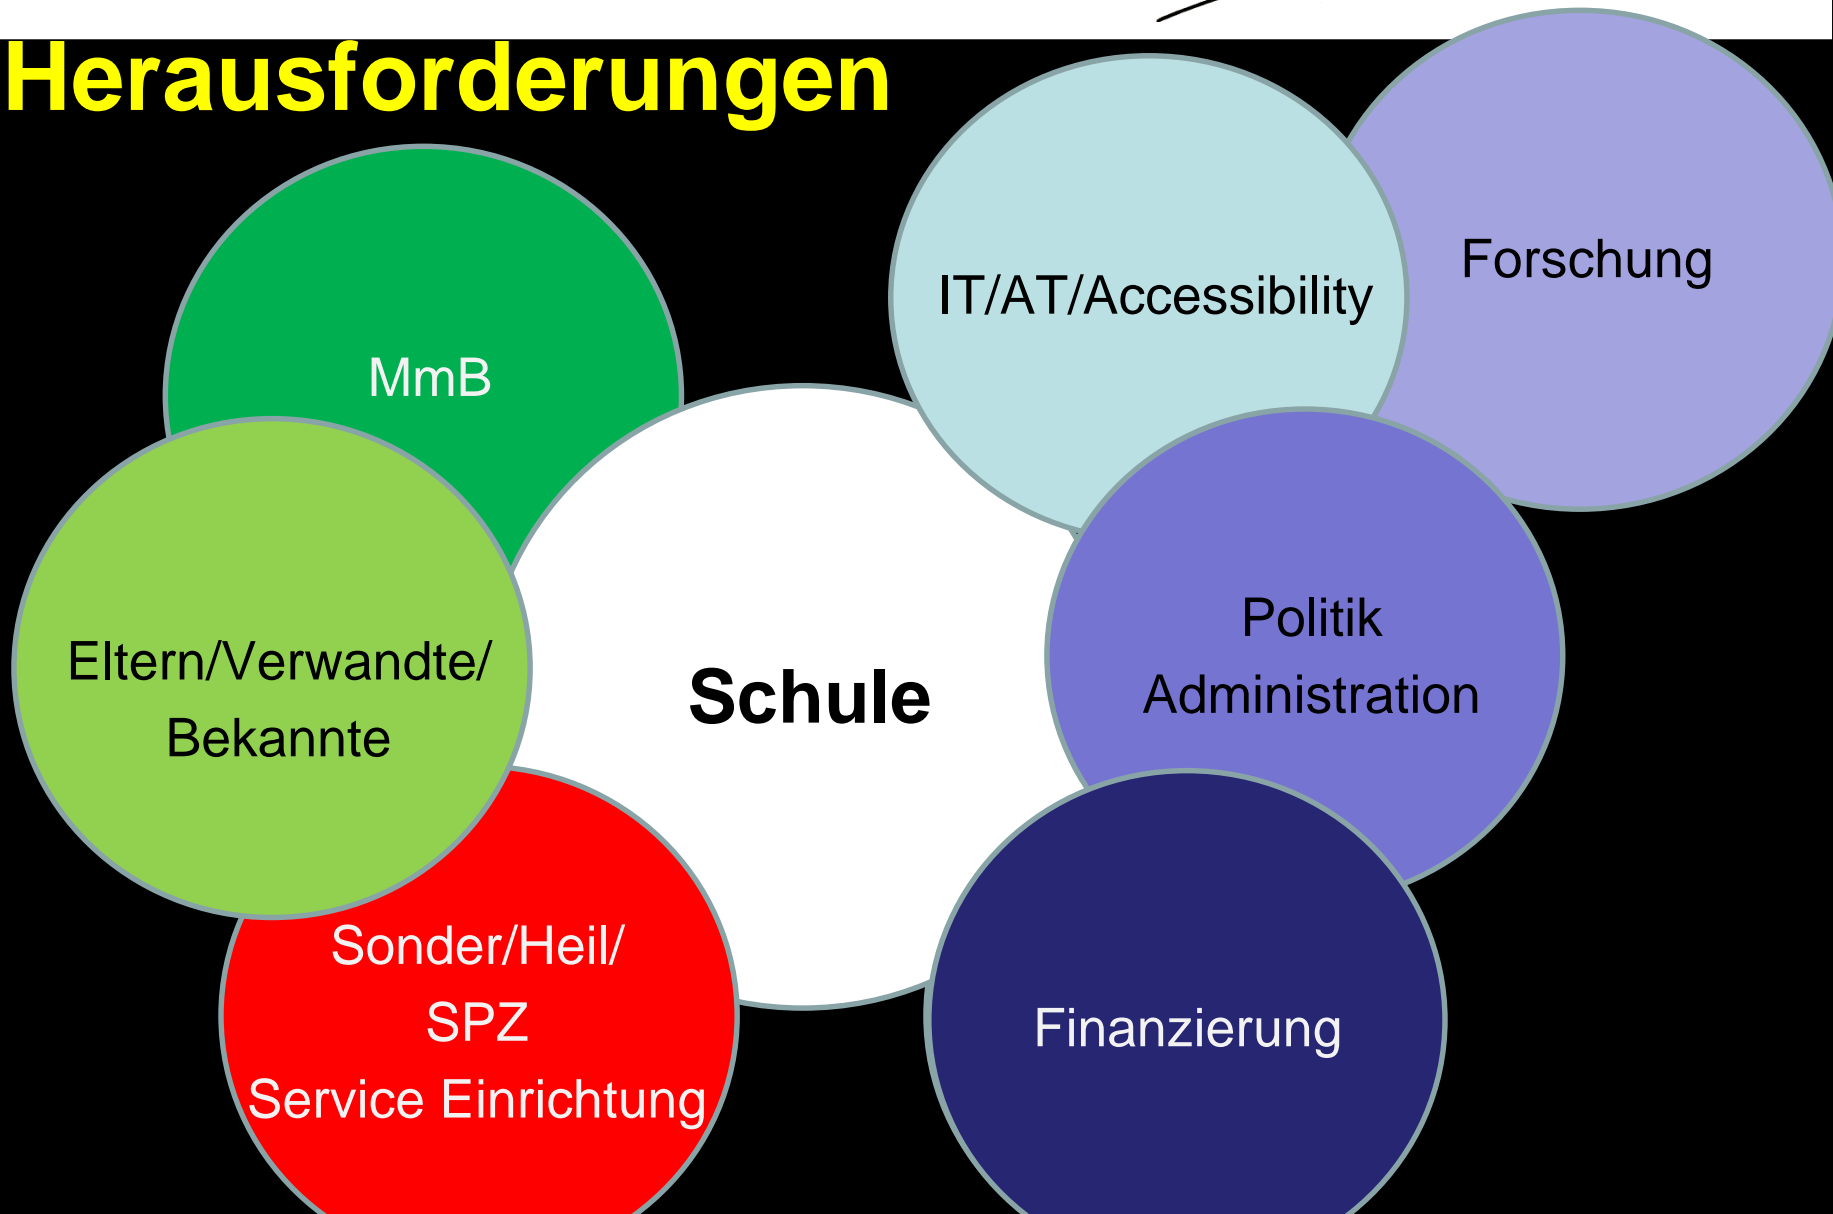 Herausforderungen
MmB
IT/AT/Accessibility
Forschung
Eltern/Verwandte/
Bekannte
Schule
Politik
Administration
Sonder/Heil/
SPZ
Service Einrichtung
Finanzierung